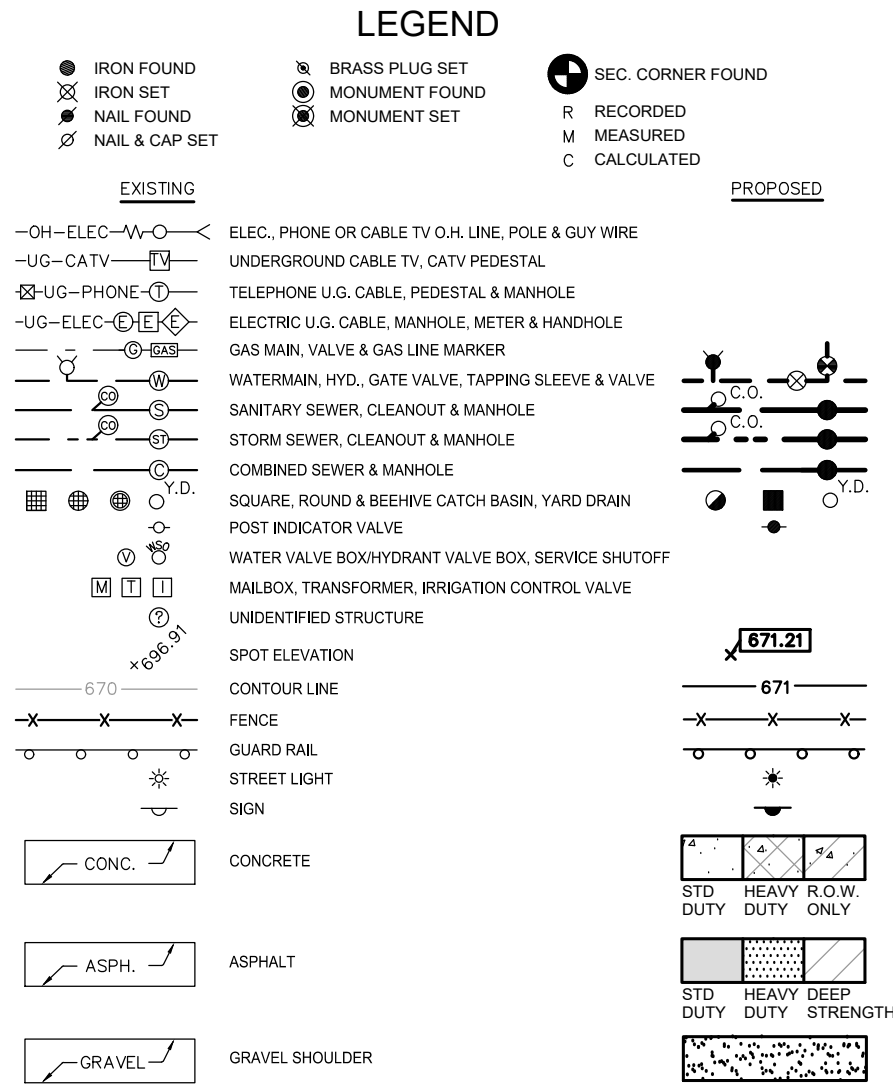 LEGEND
IRON FOUND
IRON SET
NAIL FOUND
NAIL & CAP SET
BRASS PLUG SET
MONUMENT FOUND
MONUMENT SET
SEC. CORNER FOUND
R RECORDED
M MEASURED
C CALCULATED
EXISTING
PROPOSED
-OH-ELEC ELEC., PHONE OR CABLE TV O.H. LINE, POLE & GUY WIRE
-UG-CATV TV UNDERGROUND CABLE TV, CATV PEDESTAL
-UG-PHONE- T TELEPHONE U.G. CABLE, PEDESTAL & MANHOLE
-UG-ELEC- E E E ELECTRIC U.G. CABLE, MANHOLE, METER & HANDHOLE
G GAS GAS MAIN, VALVE & GAS LINE MARKER
W WATERMAIN, HYD., GATE VALVE, TAPPING SLEEVE & VALVE
CO S SANITARY SEWER, CLEANOUT & MANHOLE C.O.
CO ST STORM SEWER, CLEANOUT & MANHOLE C.O.
C COMBINED SEWER & MANHOLE
Y.D. SQUARE, ROUND & BEEHIVE CATCH BASIN, YARD DRAIN Y.D.
POST INDICATOR VALVE
V WSO WATER VALVE BOX/HYDRANT VALVE BOX, SERVICE SHUTOFF
M T I MAILBOX, TRANSFORMER, IRRIGATION CONTROL VALVE
? UNIDENTIFIED STRUCTURE
+696.91 SPOT ELEVATION 671.21
670 CONTOUR LINE 671
FENCE
GUARD RAIL
STREET LIGHT
SIGN
CONC. CONCRETE
STD DUTY
HEAVY DUTY
R.O.W. ONLY
ASPH. ASPHALT
STD DUTY
HEAVY DUTY
DEEP STRENGTH
GRAVEL GRAVEL SHOULDER